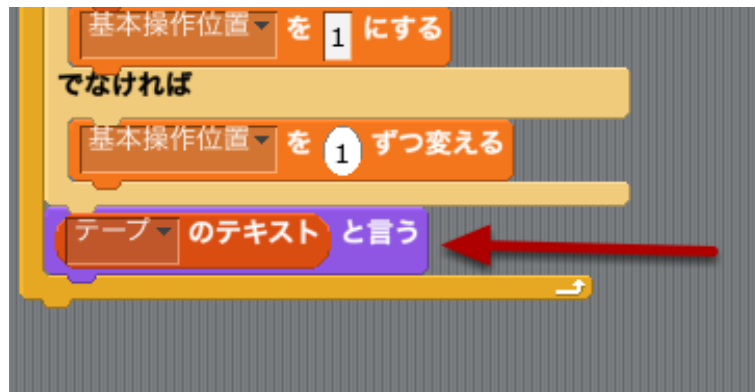 基本操作位置 を 1 にする
でなければ
基本操作位置 を 1 ずつ変える
テープ のテキスト と言う